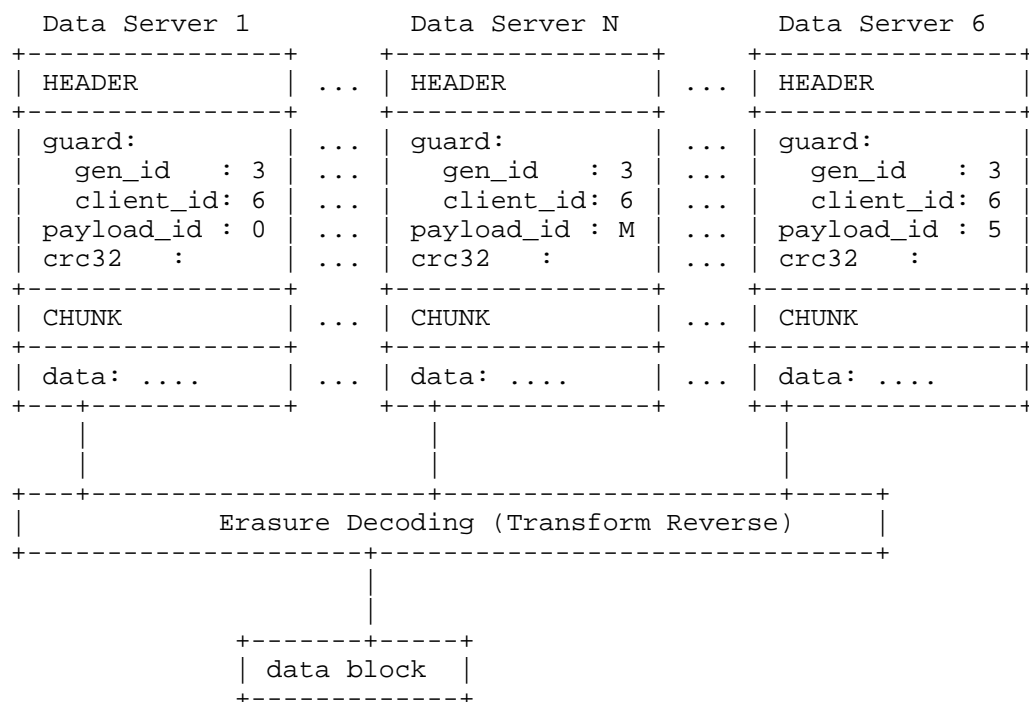 Data Server 1 Data Server N Data Server 6
+----------------+ +----------------+ +----------------+
| HEADER | ... | HEADER | ... | HEADER |
+----------------+ +----------------+ +----------------+
| guard: | ... | guard: | ... | guard: |
| gen_id : 3 | ... | gen_id : 3 | ... | gen_id : 3 |
| client_id: 6 | ... | client_id: 6 | ... | client_id: 6 |
| payload_id : 0 | ... | payload_id : M | ... | payload_id : 5 |
| crc32 : | ... | crc32 : | ... | crc32 : |
+----------------+ +----------------+ +----------------+
| CHUNK | ... | CHUNK | ... | CHUNK |
+----------------+ +----------------+ +----------------+
| data: .... | ... | data: .... | ... | data: .... |
+---+------------+ +--+-------------+ +-+--------------+
| | |
| | |
+---+---------------------+---------------------+-----+
| Erasure Decoding (Transform Reverse) |
+---------------------+-------------------------------+
|
|
+-------+-----+
| data block |
+-------------+